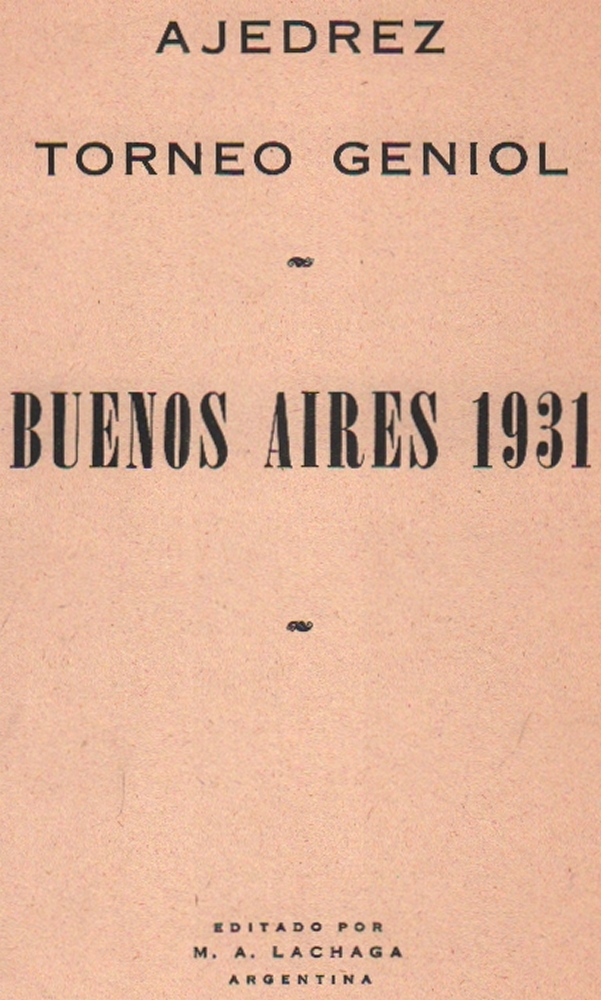 AJEDREZ
TORNEO GENIOL
BUENOS AIRES 1931
EDITADO POR
M. A. LACHAGA
ARGENTINA